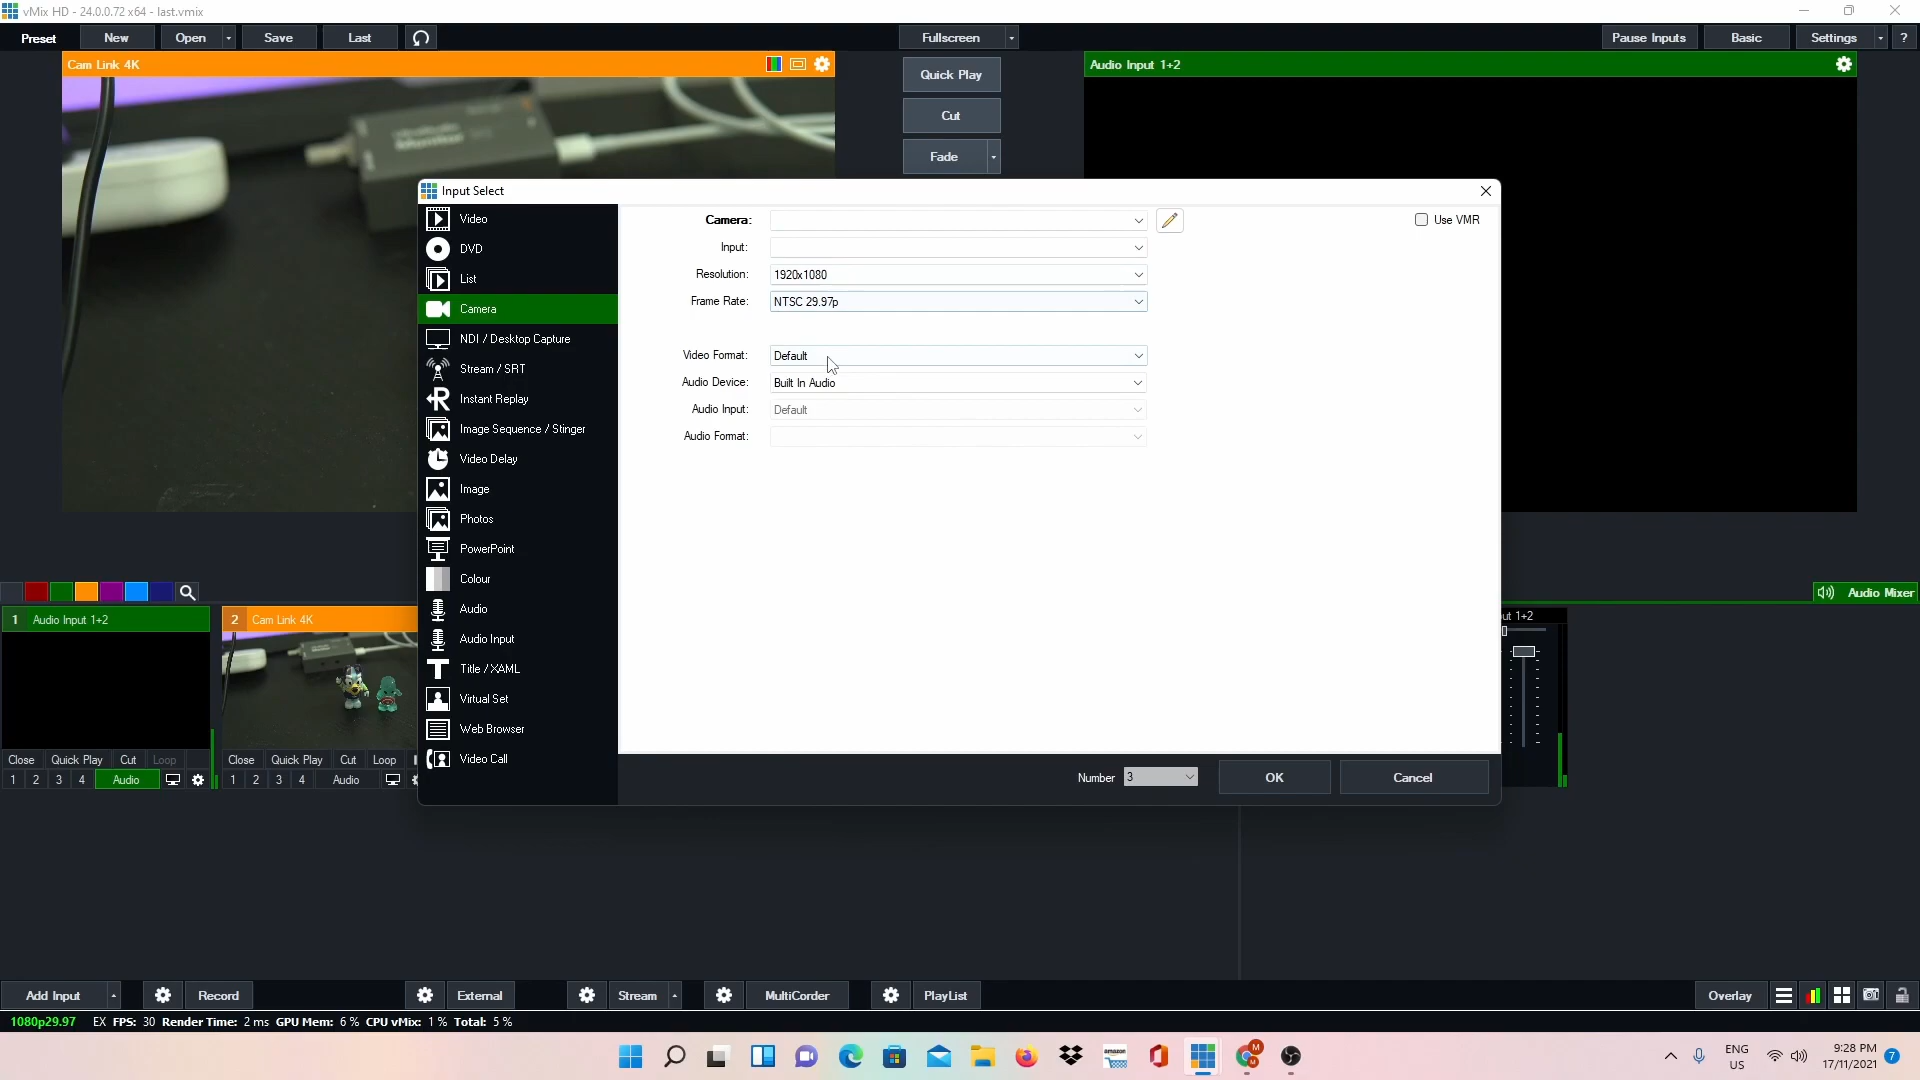 vMix HD - 24.0.0.72 x64 - last.vmix
Preset New Open Save Last Fullscreen Pause Inputs Basic Settings ?
Cam Link 4K
Quick Play
Cut
Fade
Audio Input 1+2
Input Select
Video
DVD
List
Camera
NDI / Desktop Capture
Stream / SRT
Instant Replay
Image Sequence / Stinger
Video Delay
Image
Photos
PowerPoint
Colour
Audio
Audio Input
Title / XAML
Virtual Set
Web Browser
Video Call
Camera:
Use VMR
Input:
Resolution: 1920x1080
Frame Rate: NTSC 29.97p
Video Format: Default
Audio Device: Built In Audio
Audio Input: Default
Audio Format:
Number 3 OK Cancel
Audio Mixer
1 Audio Input 1+2
Close Quick Play Cut Loop
1 2 3 4 Audio
2 Cam Link 4K
Close Quick Play Cut Loop
1 2 3 4 Audio
ut 1+2
Add Input Record External Stream MultiCorder PlayList Overlay
1080p29.97 EX FPS: 30 Render Time: 2 ms GPU Mem: 6 % CPU vMix: 1 % Total: 5 %
amazon
M
ENG
US
9:28 PM
17/11/2021
7